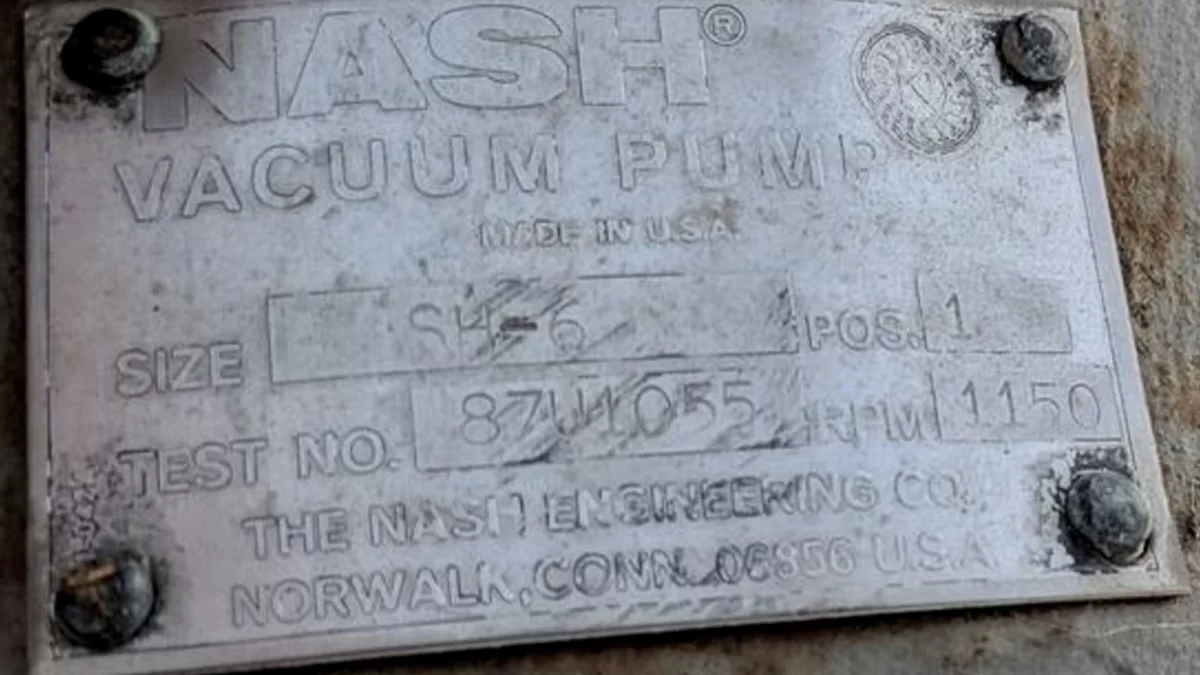 NASH®
VACUUM PUMP
MADE IN U.S.A.
SIZE SH-6 POS. 1
TEST NO. 87U1055 RPM 1150
THE NASH ENGINEERING CO.
NORWALK, CONN. 06856 U.S.A.